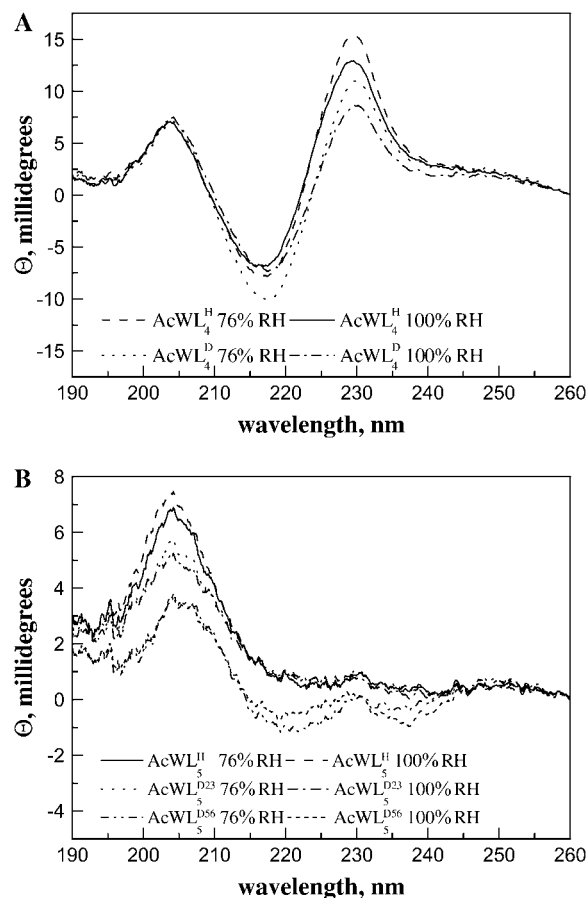 A
15
10
5
0
-5
-10
-15
Θ, millidegrees
AcWL₄ᴴ 76% RH
AcWL₄ᴴ 100% RH
AcWL₄ᴰ 76% RH
AcWL₄ᴰ 100% RH
190 200 210 220 230 240 250 260
wavelength, nm
B
8
6
4
2
0
-2
-4
Θ, millidegrees
AcWL₅ᴴ 76% RH
AcWL₅ᴴ 100% RH
AcWL₅ᴰ²³ 76% RH
AcWL₅ᴰ²³ 100% RH
AcWL₅ᴰ⁵⁶ 76% RH
AcWL₅ᴰ⁵⁶ 100% RH
190 200 210 220 230 240 250 260
wavelength, nm